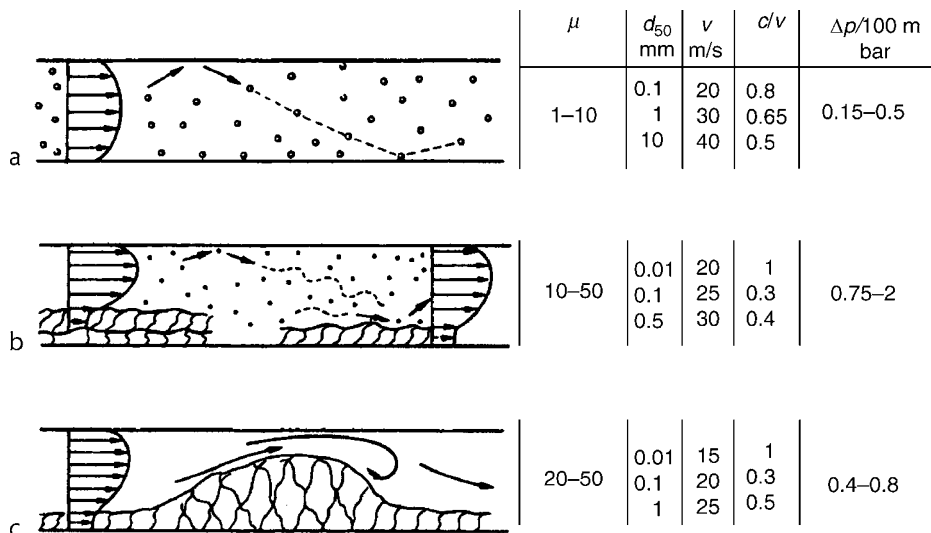 μ d₅₀ v c/v Δp/100 m
mm m/s bar
0.1 20 0.8
1–10 1 30 0.65 0.15–0.5
10 40 0.5
a
0.01 20 1
10–50 0.1 25 0.3 0.75–2
0.5 30 0.4
b
0.01 15 1
20–50 0.1 20 0.3 0.4–0.8
1 25 0.5
c